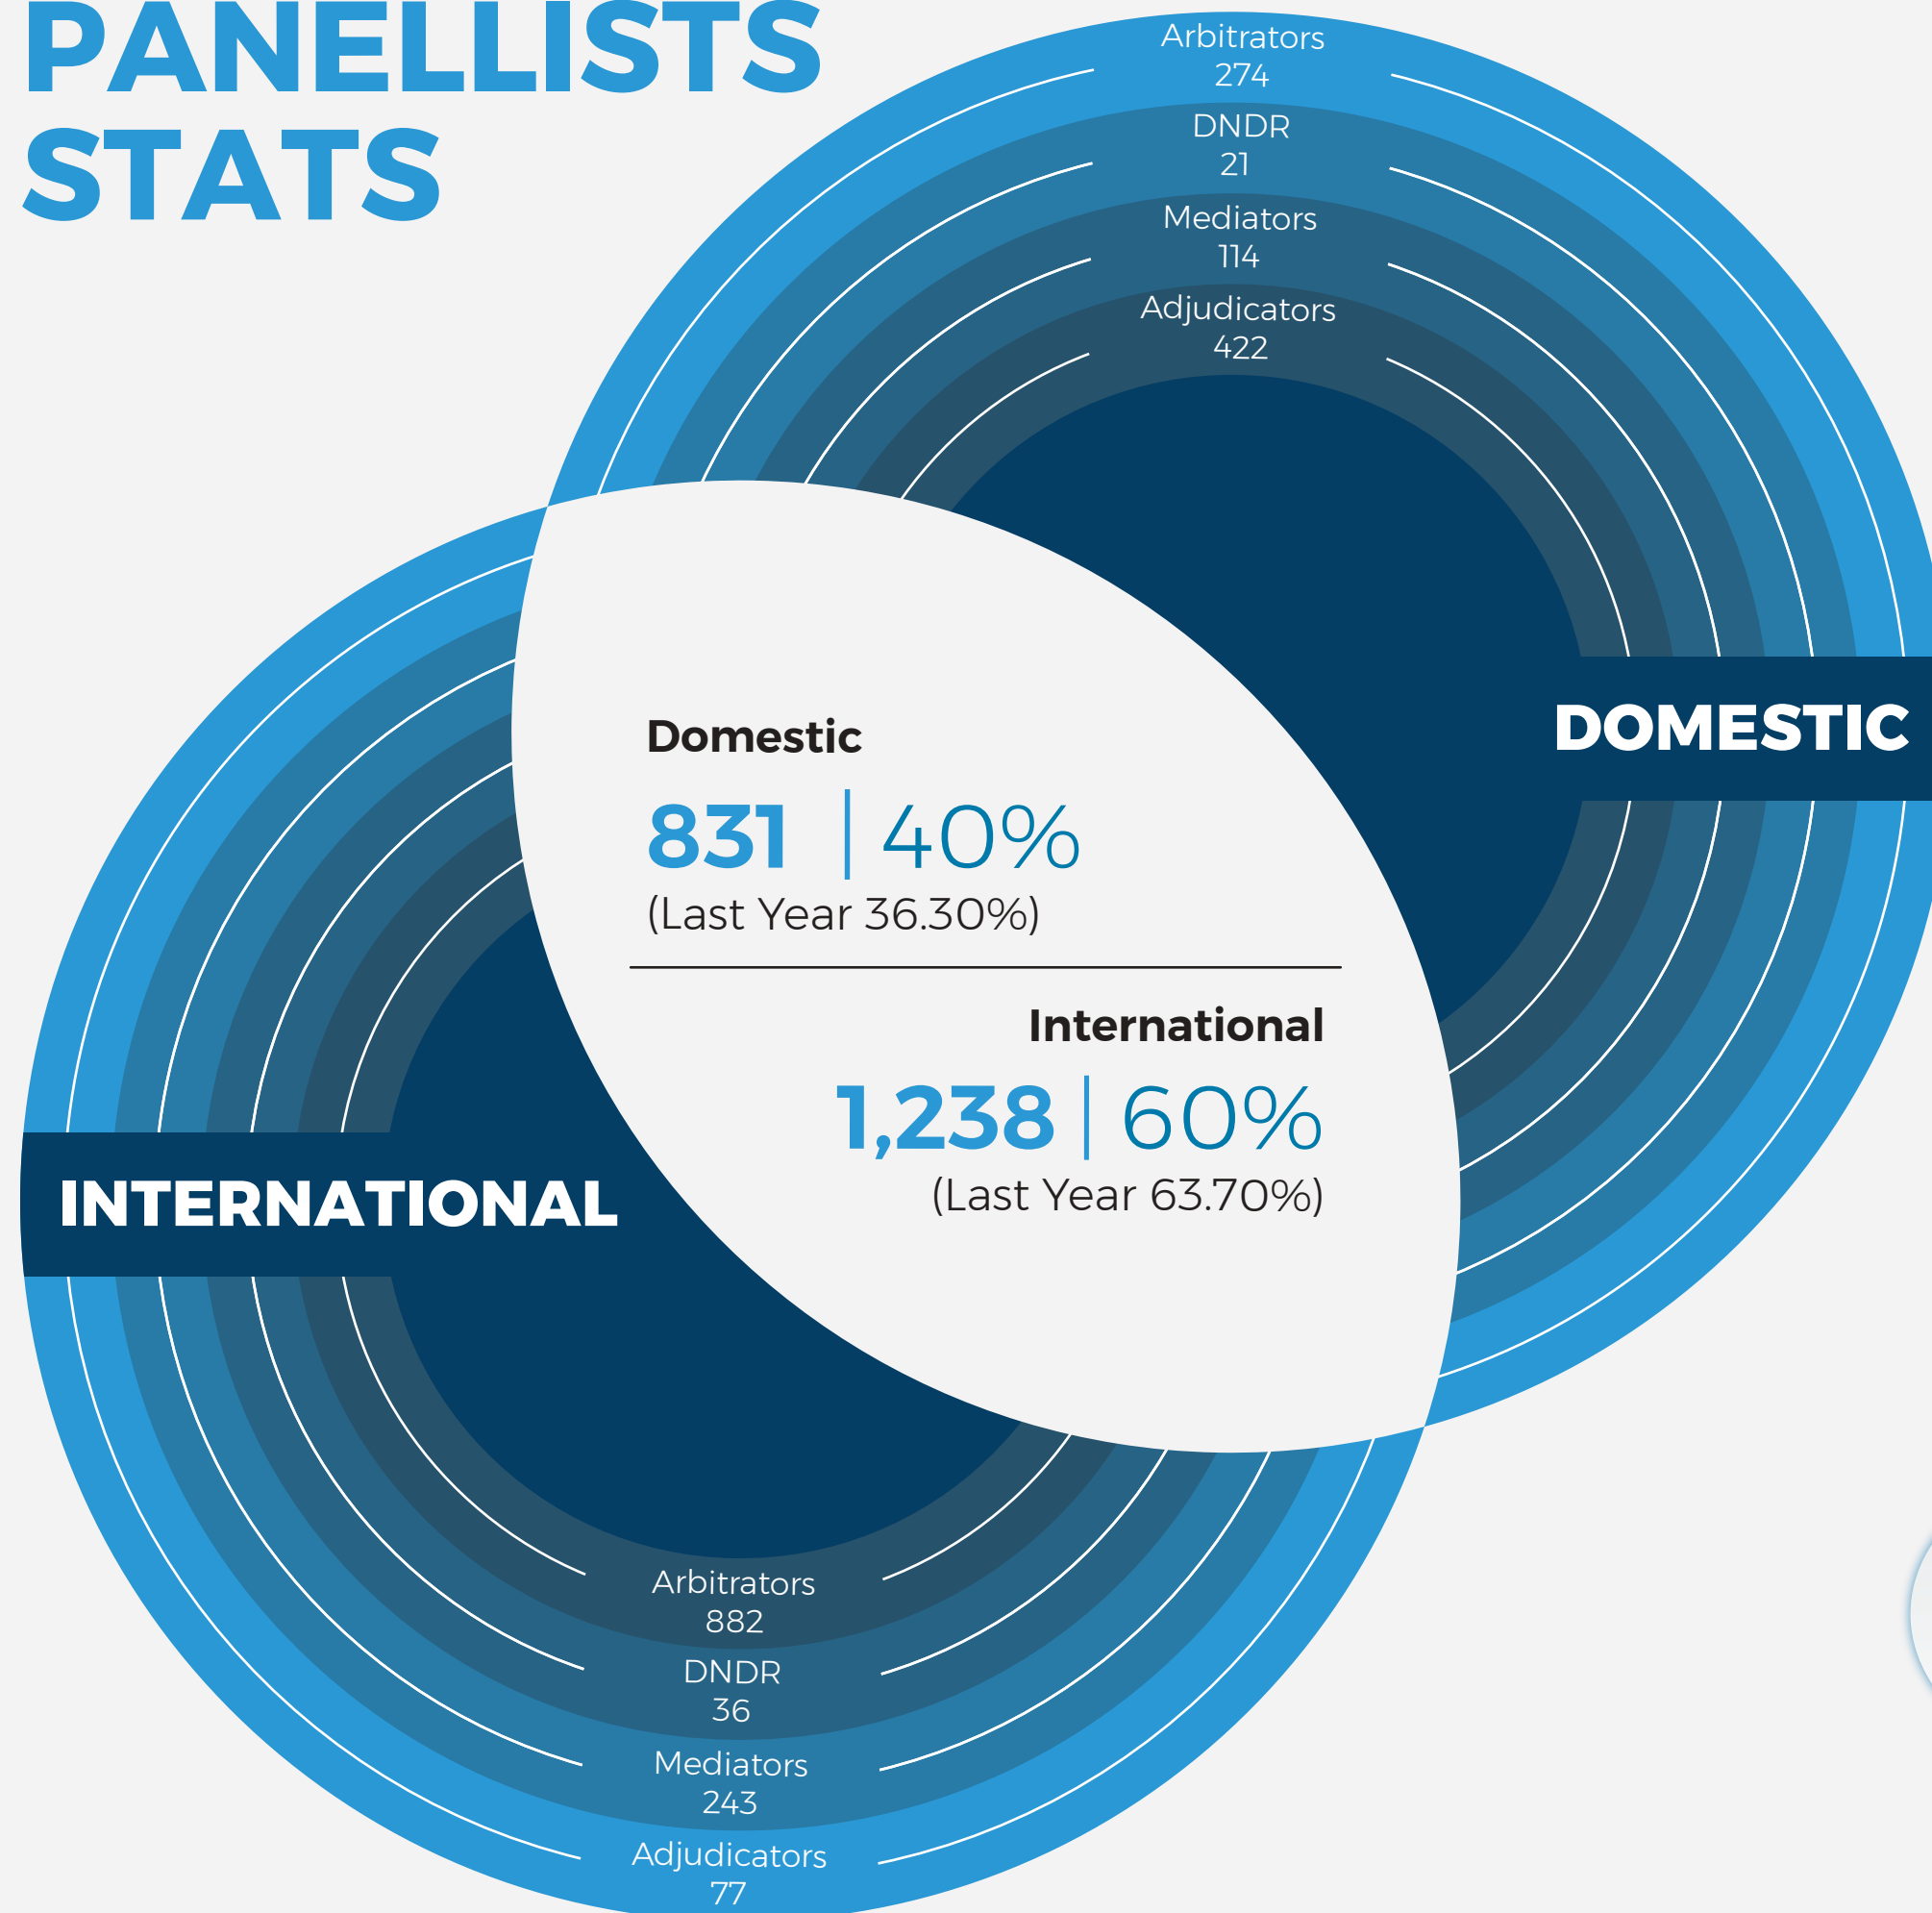 PANELLISTS
STATS
Arbitrators
274
DNDR
21
Mediators
114
Adjudicators
422
DOMESTIC
Domestic
831 | 40%
(Last Year 36.30%)
International
1,238 | 60%
(Last Year 63.70%)
INTERNATIONAL
Arbitrators
882
DNDR
36
Mediators
243
Adjudicators
77